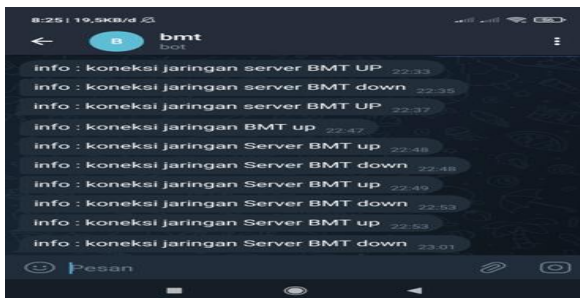 8:25 | 19,5KB/d
B
bmt
bot
info : koneksi jaringan server BMT UP 22:33
info : koneksi jaringan server BMT down 22:35
info : koneksi jaringan server BMT UP 22:37
info : koneksi jaringan BMT up 22:47
info : koneksi jaringan Server BMT up 22:48
info : koneksi jaringan Server BMT down 22:48
info : koneksi jaringan Server BMT up 22:49
info : koneksi jaringan Server BMT down 22:53
info : koneksi jaringan Server BMT up 22:53
info : koneksi jaringan Server BMT down 23.01
Pesan